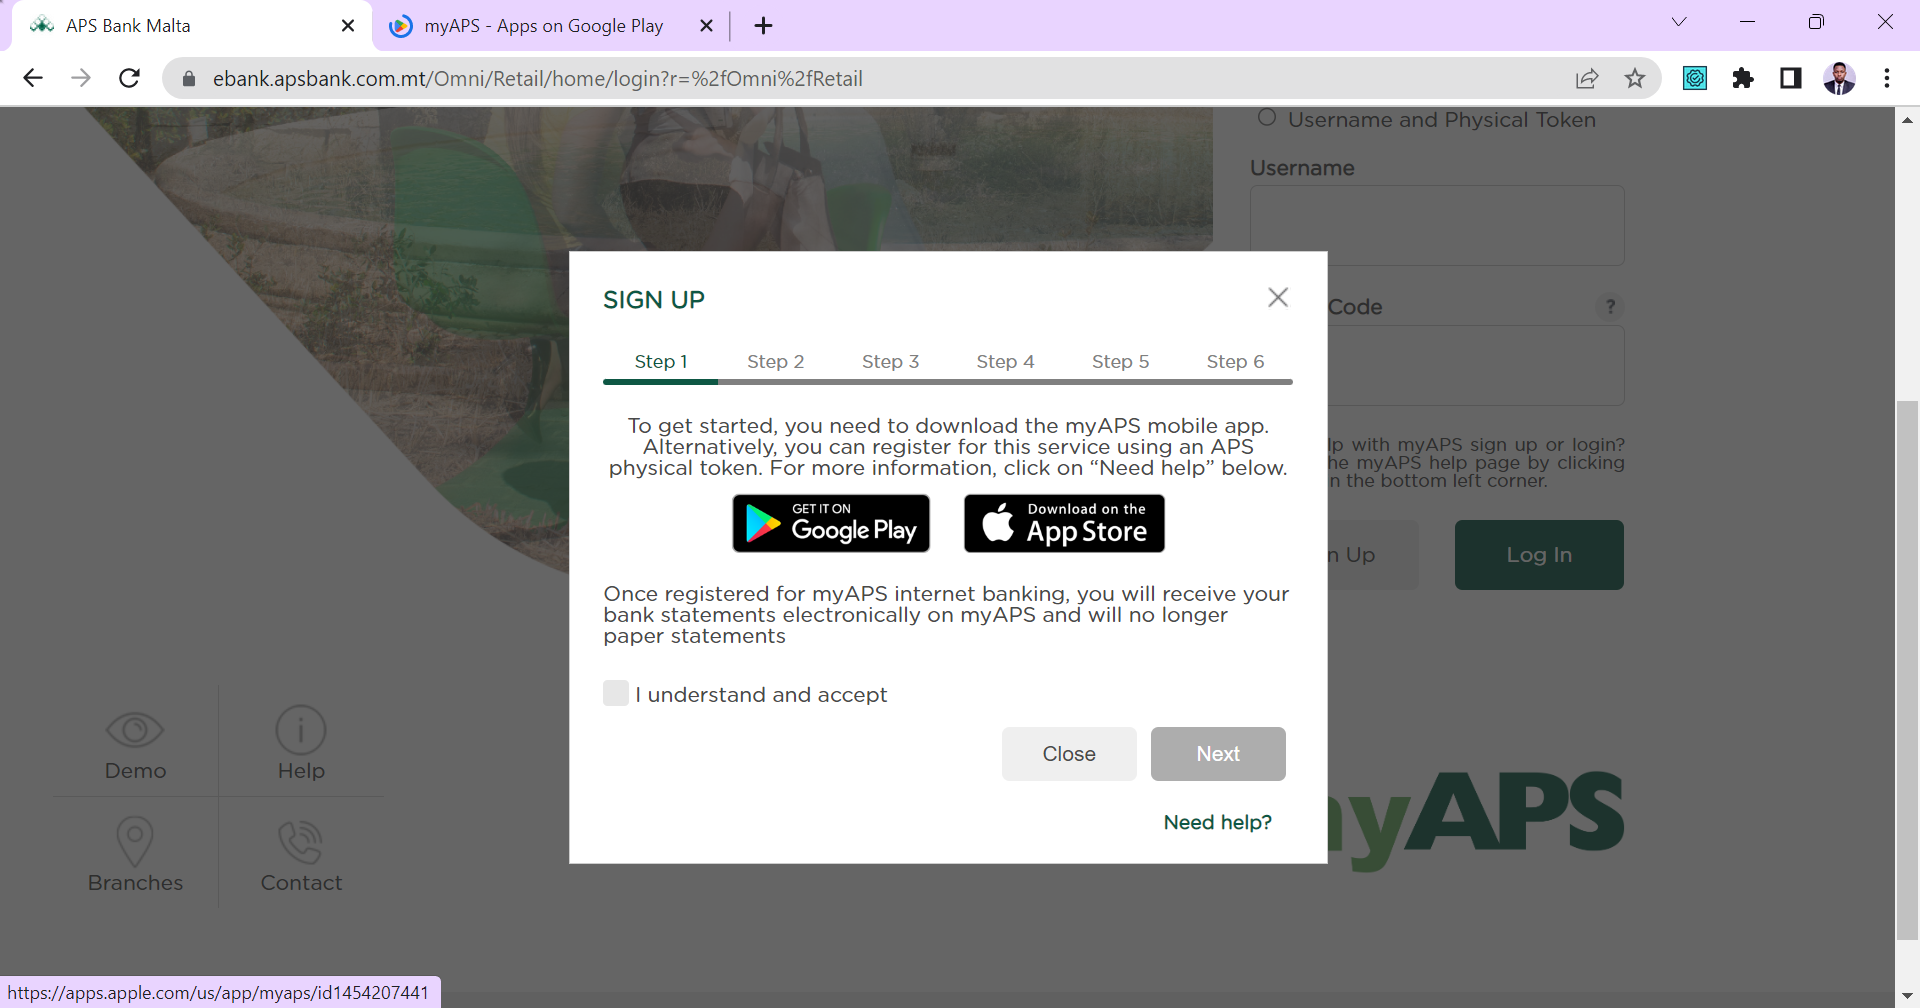 APS Bank Malta
myAPS - Apps on Google Play
ebank.apsbank.com.mt/Omni/Retail/home/login?r=%2fOmni%2fRetail
Username and Physical Token
Username
Code
?
lp with myAPS sign up or login?
he myAPS help page by clicking
n the bottom left corner.
n Up
Log In
SIGN UP
Step 1 Step 2 Step 3 Step 4 Step 5 Step 6
To get started, you need to download the myAPS mobile app.
Alternatively, you can register for this service using an APS
physical token. For more information, click on “Need help” below.
GET IT ON
Google Play
Download on the
App Store
Once registered for myAPS internet banking, you will receive your
bank statements electronically on myAPS and will no longer
paper statements
I understand and accept
Close
Next
Need help?
Demo
Help
Branches
Contact
yAPS
https://apps.apple.com/us/app/myaps/id1454207441